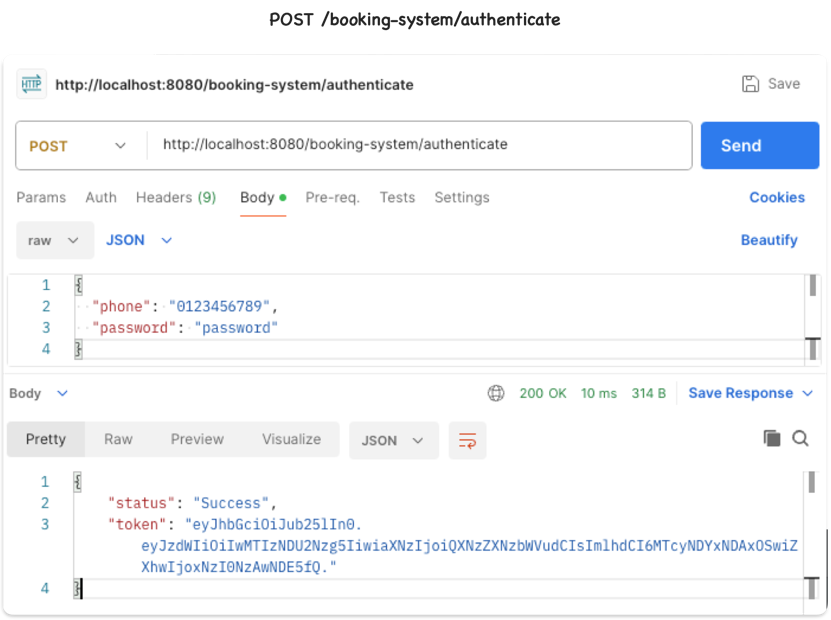 POST /booking-system/authenticate
HTTP http://localhost:8080/booking-system/authenticate Save
POST http://localhost:8080/booking-system/authenticate Send
Params Auth Headers (9) Body Pre-req. Tests Settings Cookies
raw JSON Beautify
1 {
2 "phone": "0123456789",
3 "password": "password"
4 }
Body 200 OK 10 ms 314 B Save Response
Pretty Raw Preview Visualize JSON
1 {
2 "status": "Success",
3 "token": "eyJhbGciOiJub25lIn0.
eyJzdWIiOiIwMTIzNDU2Nzg5IiwiaXNzIjoiQXNzZXNzbWVudCIsImlhdCI6MTcyNDYxNDAxOSwiZ
XhwIjoxNzI0NzAwNDE5fQ."
4 }